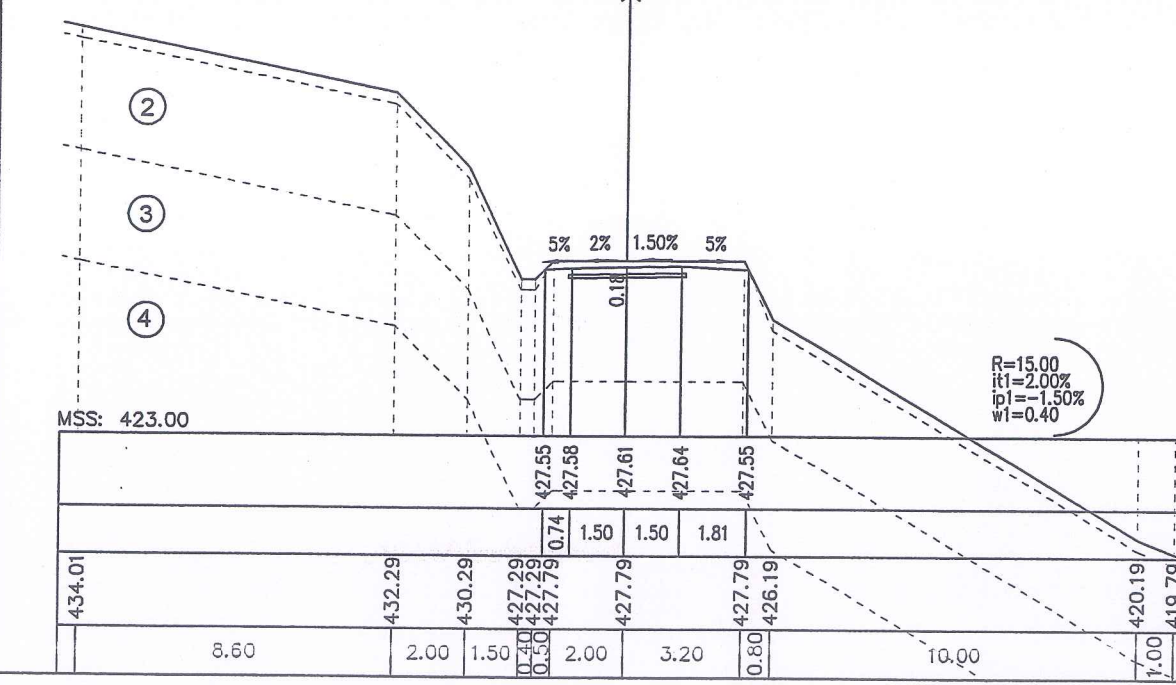 2
3
4
5% 2% 1.50% 5%
0.18
R=15.00
it1=2.00%
ip1=-1.50%
w1=0.40
MSS: 423.00
427.55 427.58 427.61 427.64 427.55
0.74 1.50 1.50 1.81
434.01 432.29 430.29 427.29 427.29 427.79 427.79 427.79 426.19 420.19 419.79
8.60 2.00 1.50 0.40 0.50 2.00 3.20 0.80 10.00 1.00